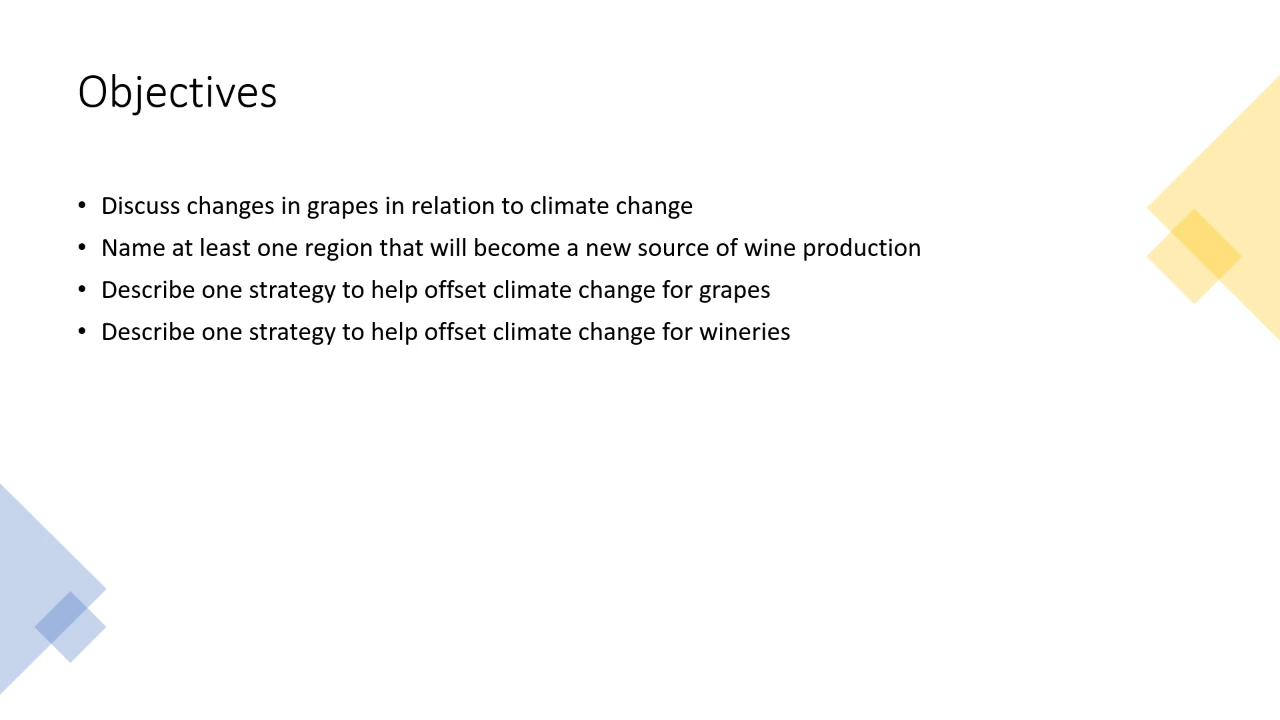 Objectives
• Discuss changes in grapes in relation to climate change
• Name at least one region that will become a new source of wine production
• Describe one strategy to help offset climate change for grapes
• Describe one strategy to help offset climate change for wineries